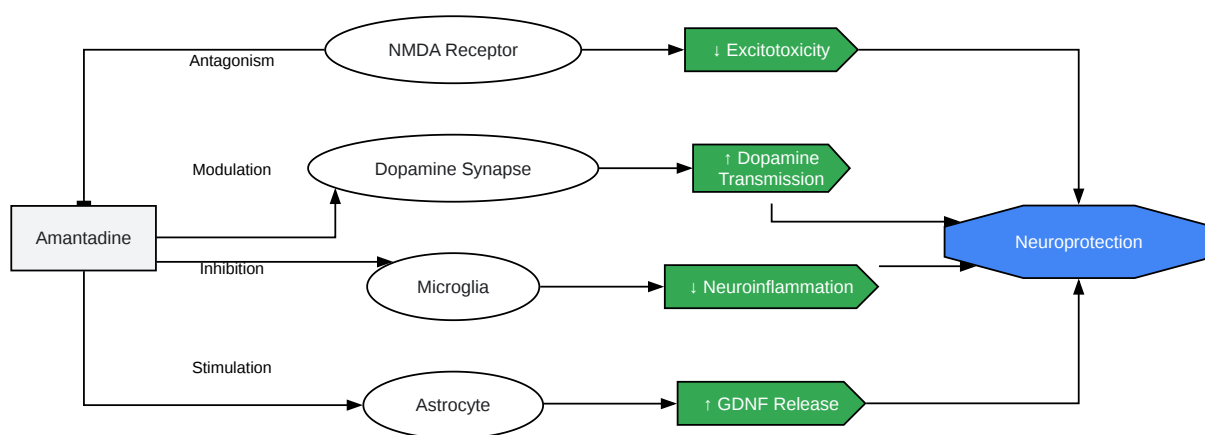 NMDA Receptor
↓ Excitotoxicity
Antagonism
Modulation
Dopamine Synapse
↑ Dopamine
Transmission
Amantadine
Neuroprotection
Inhibition
Microglia
↓ Neuroinflammation
Stimulation
Astrocyte
↑ GDNF Release